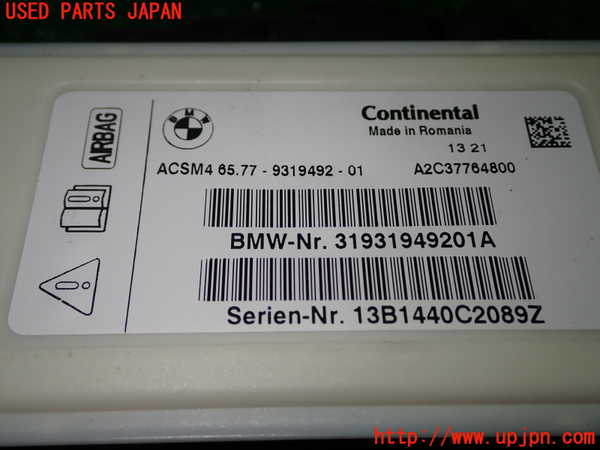 USED PARTS JAPAN
BMW
AIRBAG
Continental
Made in Romania
13 21
ACSM4 65.77 - 9319492 - 01
A2C37764800
BMW-Nr. 31931949201A
Serien-Nr. 13B1440C2089Z
http://www.upjpn.com/